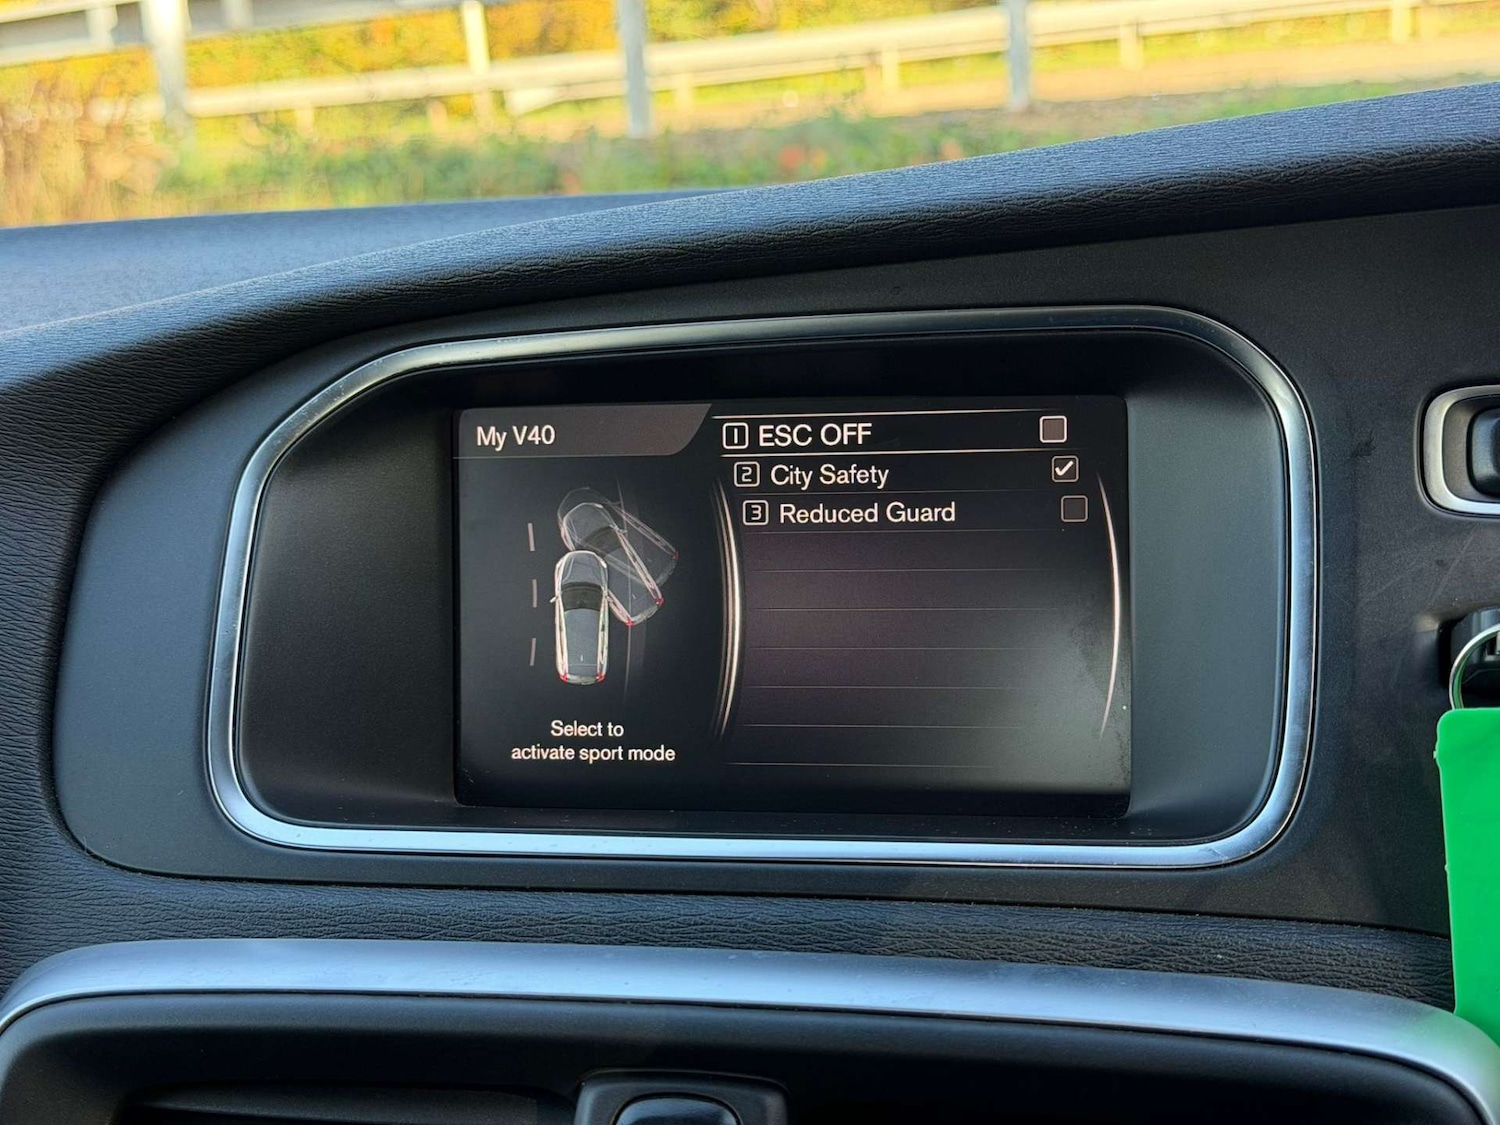 My V40
1 ESC OFF
2 City Safety
3 Reduced Guard
Select to
activate sport mode